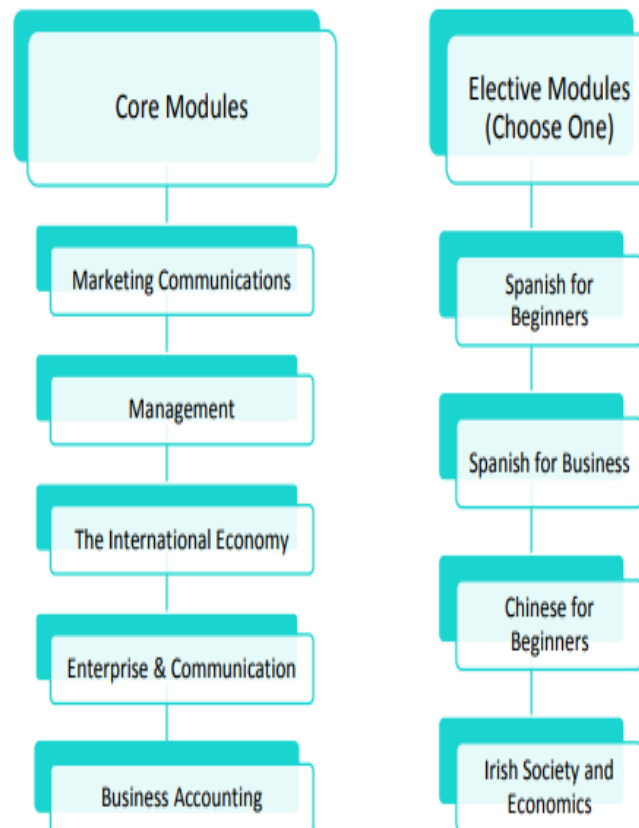 Core Modules
Marketing Communications
Management
The International Economy
Enterprise & Communication
Business Accounting
Elective Modules
(Choose One)
Spanish for
Beginners
Spanish for Business
Chinese for
Beginners
Irish Society and
Economics